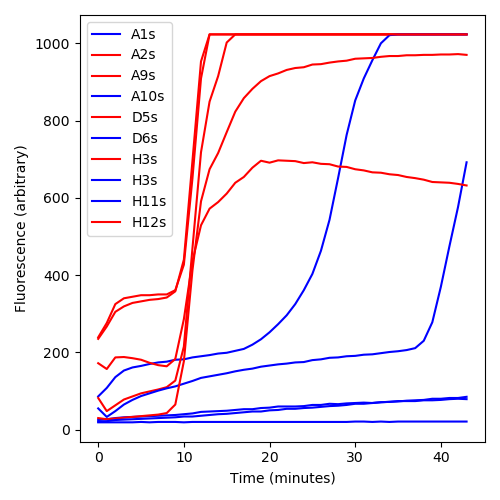 1000
800
600
400
200
0
Fluorescence (arbitrary)
A1s
A2s
A9s
A10s
D5s
D6s
H3s
H3s
H11s
H12s
0 10 20 30 40
Time (minutes)